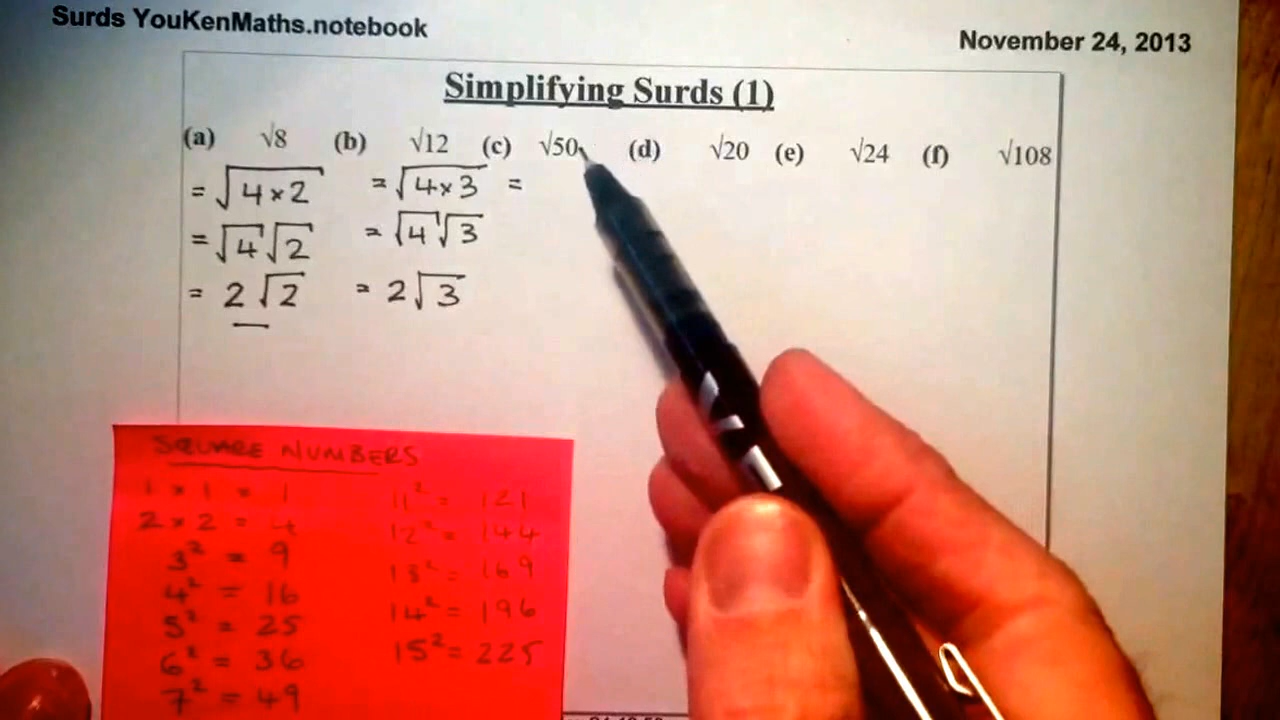 Surds YouKenMaths.notebook
November 24, 2013
Simplifying Surds (1)
(a) √8 (b) √12 (c) √50 (d) √20 (e) √24 (f) √108
= √4×2 = √4×3 =
= √4 √2 = √4 √3
= 2√2 = 2√3
SQUARE NUMBERS
1 × 1 = 1 11² = 121
2 × 2 = 4 12² = 144
3² = 9 13² = 169
4² = 16 14² = 196
5² = 25 15² = 225
6² = 36
7² = 49